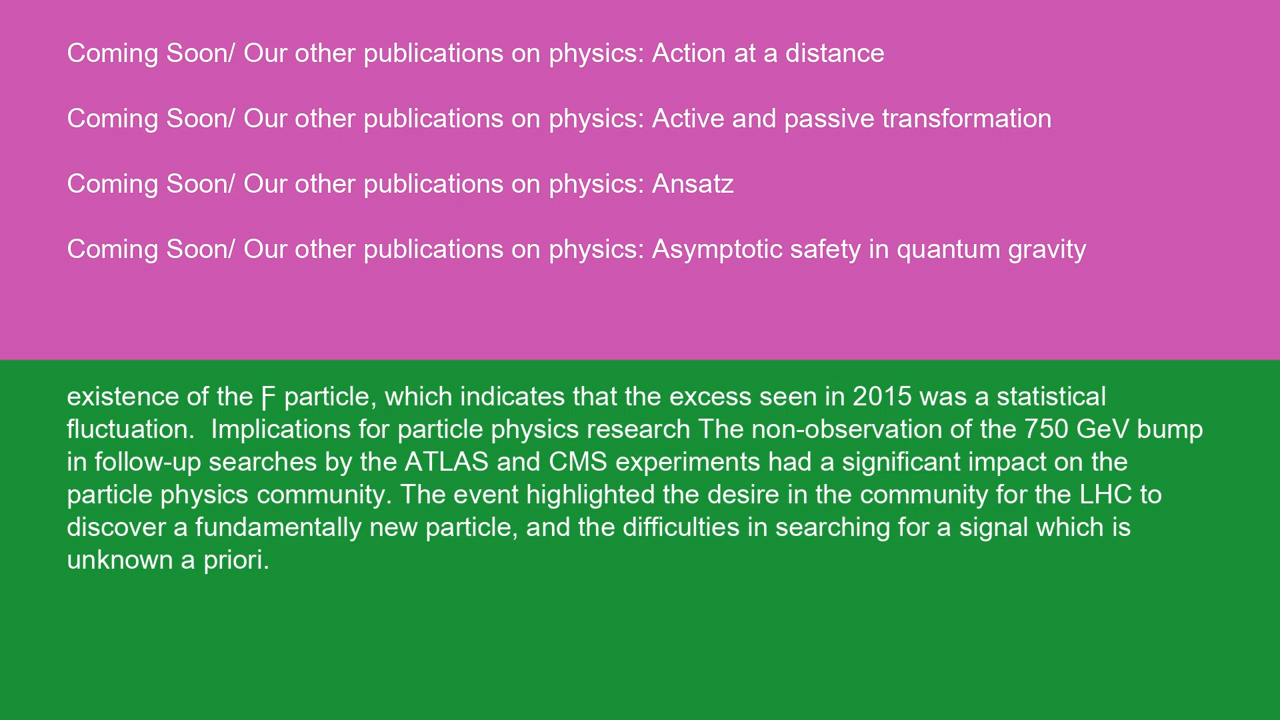 Coming Soon/ Our other publications on physics: Action at a distance
Coming Soon/ Our other publications on physics: Active and passive transformation
Coming Soon/ Our other publications on physics: Ansatz
Coming Soon/ Our other publications on physics: Asymptotic safety in quantum gravity
existence of the Ƒ particle, which indicates that the excess seen in 2015 was a statistical
fluctuation.  Implications for particle physics research The non-observation of the 750 GeV bump
in follow-up searches by the ATLAS and CMS experiments had a significant impact on the
particle physics community. The event highlighted the desire in the community for the LHC to
discover a fundamentally new particle, and the difficulties in searching for a signal which is
unknown a priori.